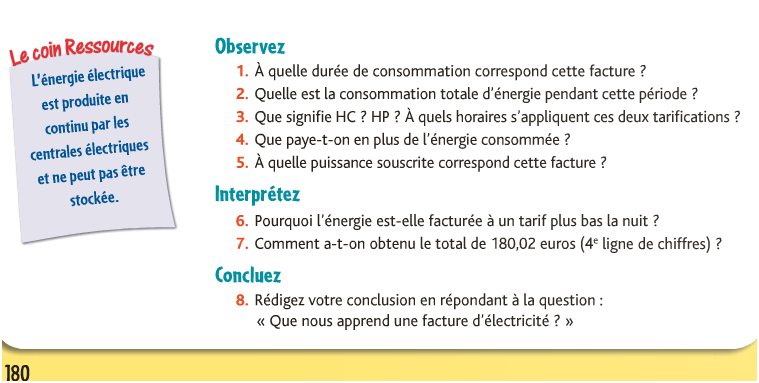 Le coin Ressources
L'énergie électrique
est produite en
continu par les
centrales électriques
et ne peut pas être
stockée.
Observez
1. À quelle durée de consommation correspond cette facture ?
2. Quelle est la consommation totale d'énergie pendant cette période ?
3. Que signifie HC ? HP ? À quels horaires s'appliquent ces deux tarifications ?
4. Que paye-t-on en plus de l'énergie consommée ?
5. À quelle puissance souscrite correspond cette facture ?
Interprétez
6. Pourquoi l'énergie est-elle facturée à un tarif plus bas la nuit ?
7. Comment a-t-on obtenu le total de 180,02 euros (4e ligne de chiffres) ?
Concluez
8. Rédigez votre conclusion en répondant à la question :
« Que nous apprend une facture d'électricité ? »
180